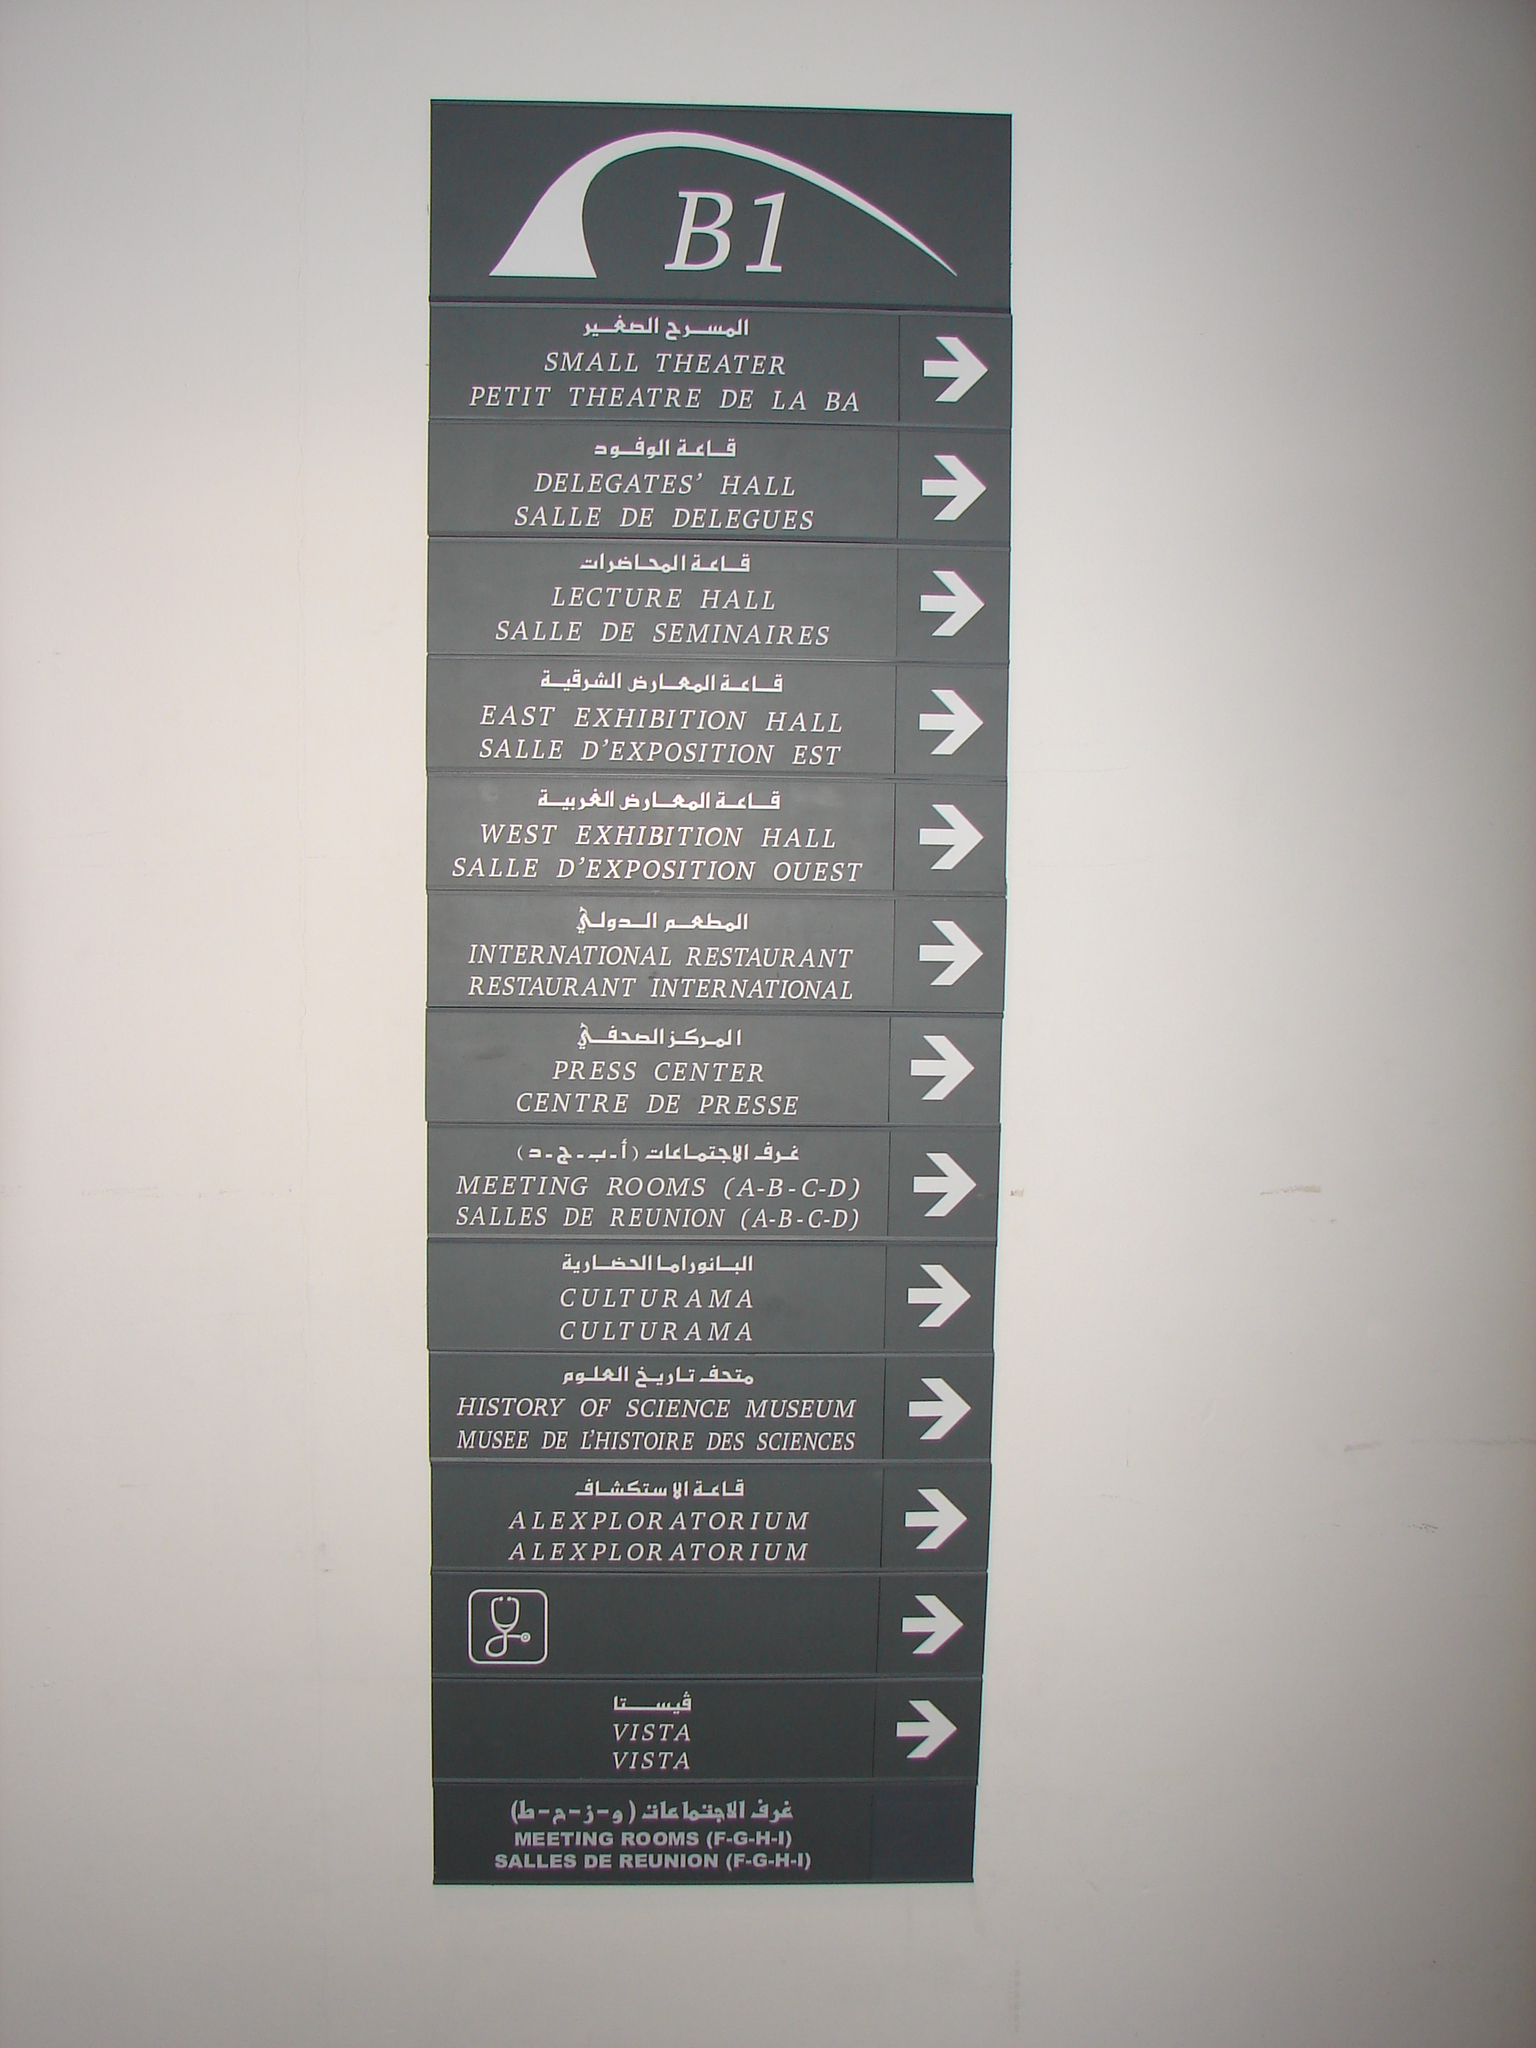 B1
المسرح الصغير
SMALL THEATER
PETIT THEATRE DE LA BA
قاعة الوفود
DELEGATES' HALL
SALLE DE DELEGUES
قاعة المحاضرات
LECTURE HALL
SALLE DE SEMINAIRES
قاعة المعارض الشرقية
EAST EXHIBITION HALL
SALLE D'EXPOSITION EST
قاعة المعارض الغربية
WEST EXHIBITION HALL
SALLE D'EXPOSITION OUEST
المطعم الدولي
INTERNATIONAL RESTAURANT
RESTAURANT INTERNATIONAL
المركز الصحفي
PRESS CENTER
CENTRE DE PRESSE
غرف الاجتماعات (أ-ب-ج-د)
MEETING ROOMS (A-B-C-D)
SALLES DE REUNION (A-B-C-D)
البانوراما الحضارية
CULTURAMA
CULTURAMA
متحف تاريخ العلوم
HISTORY OF SCIENCE MUSEUM
MUSEE DE L'HISTOIRE DES SCIENCES
قاعة الاستكشاف
ALEXPLORATORIUM
ALEXPLORATORIUM
ڤيستا
VISTA
VISTA
غرف الاجتماعات (و-ز-ح-ط)
MEETING ROOMS (F-G-H-I)
SALLES DE REUNION (F-G-H-I)